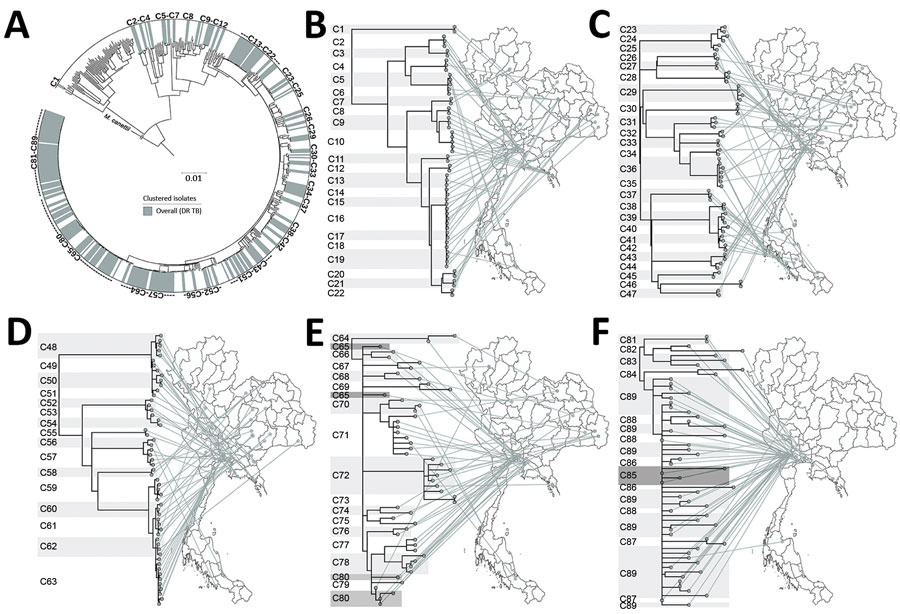 A
C1
C2-C4
C5-C7
C8
C9-C12
C13-C22
C23-C25
C26-C29
C30-C33
C34-C37
C38-C42
C43-C51
C52-C56
C57-C64
C65-C80
C81-C89
M. canettii
0.01
Clustered isolates
Overall (DR TB)
B
C1
C2
C3
C4
C5
C6
C7
C8
C9
C10
C11
C12
C13
C14
C15
C16
C17
C18
C19
C20
C21
C22
C
C23
C24
C25
C26
C27
C28
C29
C30
C31
C32
C33
C34
C36
C35
C37
C38
C39
C40
C41
C42
C43
C44
C45
C46
C47
D
C48
C49
C50
C51
C52
C53
C54
C55
C56
C57
C58
C59
C60
C61
C62
C63
E
C64
C65
C66
C67
C68
C69
C65
C70
C71
C72
C73
C74
C75
C76
C77
C78
C80
C79
C80
F
C81
C82
C83
C84
C89
C88
C89
C88
C89
C86
C85
C86
C89
C88
C89
C87
C89
C87
C89